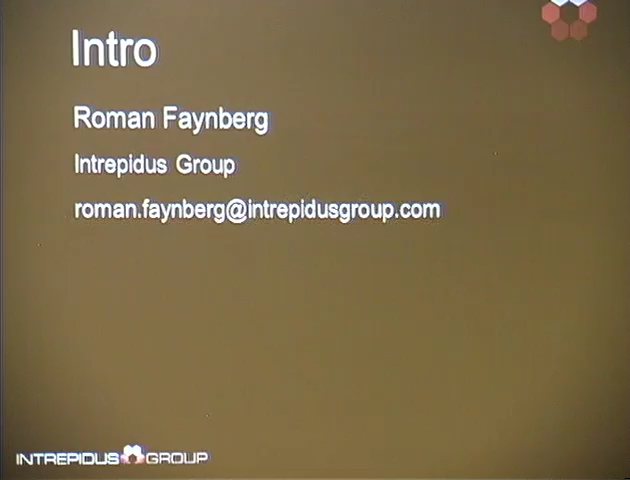 Intro
Roman Faynberg
Intrepidus Group
roman.faynberg@intrepidusgroup.com
INTREPIDUS GROUP